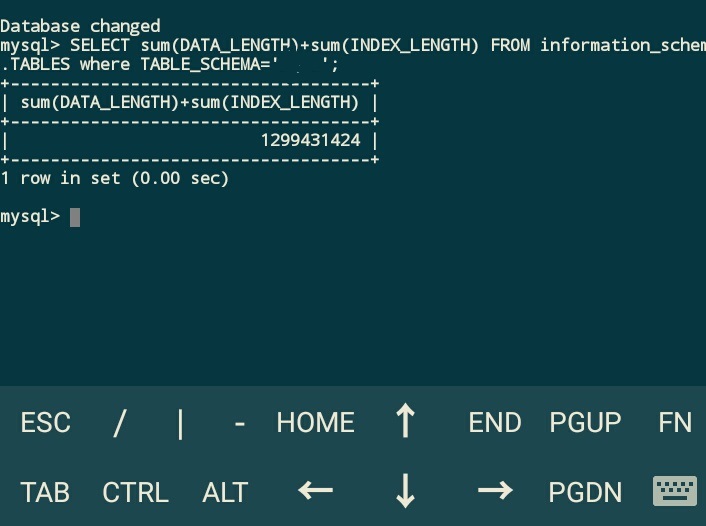 Database changed
mysql> SELECT sum(DATA_LENGTH)+sum(INDEX_LENGTH) FROM information_schem
.TABLES where TABLE_SCHEMA='    ';
+------------------------------------+
| sum(DATA_LENGTH)+sum(INDEX_LENGTH) |
+------------------------------------+
|                         1299431424 |
+------------------------------------+
1 row in set (0.00 sec)
mysql>
ESC / | - HOME ↑ END PGUP FN
TAB CTRL ALT ← ↓ → PGDN